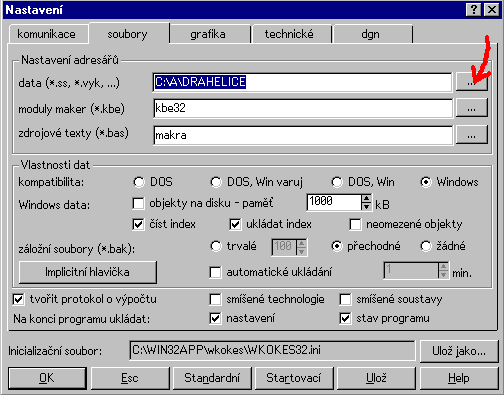 Nastavení
komunikace soubory grafika technické dgn
Nastavení adresářů
data (*.ss, *.vyk, ...) C:\A\DRAHELICE ...
moduly maker (*.kbe) kbe32 ...
zdrojové texty (*.bas) makra ...
Vlastnosti dat
kompatibilita: DOS DOS, Win varuj DOS, Win Windows
Windows data: objekty na disku - paměť 1000 kB
číst index ukládat index neomezené objekty
záložní soubory (*.bak): trvalé 100 přechodné žádné
Implicitní hlavička automatické ukládání 1 min.
tvořit protokol o výpočtu smíšené technologie smíšené soustavy
Na konci programu ukládat: nastavení stav programu
Inicializační soubor: C:\WIN32APP\wkokes\WKOKES32.ini Ulož jako...
OK Esc Standardní Startovací Ulož Help